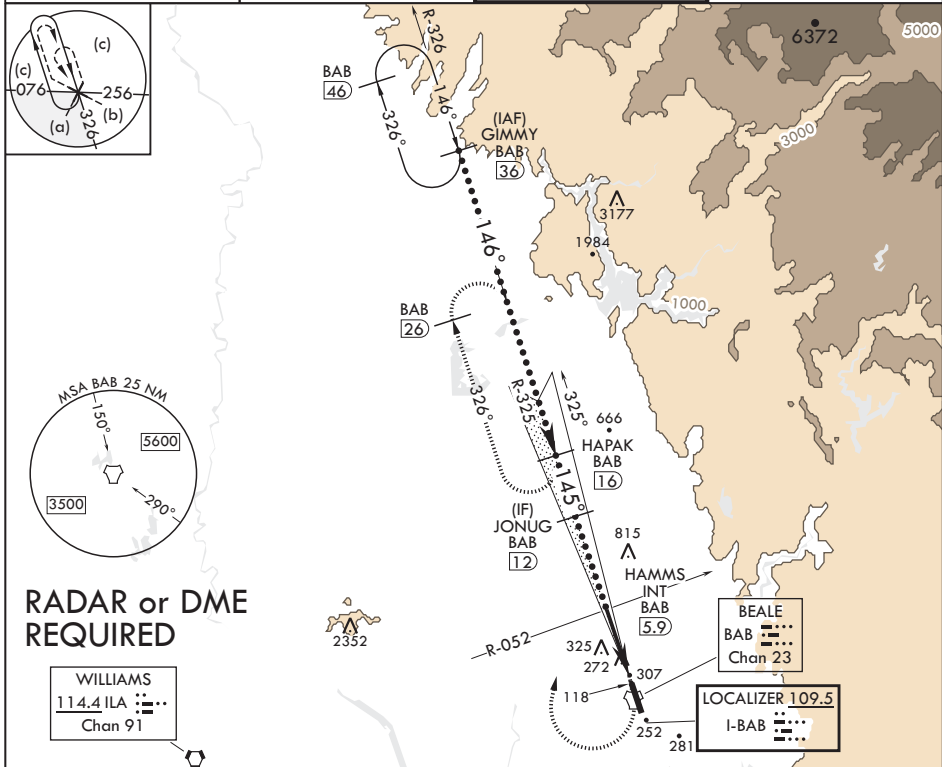 (c)
(c)
076
256
(b)
(a)
326
R-326
BAB
46
146°
326°
(IAF)
GIMMY
BAB
36
6372
5000
3000
3177
1984
1000
146°
BAB
26
326°
R-325
325°
666
HAPAK
BAB
16
145°
(IF)
JONUG
BAB
12
815
HAMMS
INT
BAB
5.9
R-052
325
272
307
118
252
281
MSA BAB 25 NM
150°
5600
3500
290°
RADAR or DME
REQUIRED
2352
WILLIAMS
114.4 ILA
Chan 91
BEALE
BAB
Chan 23
LOCALIZER 109.5
I-BAB